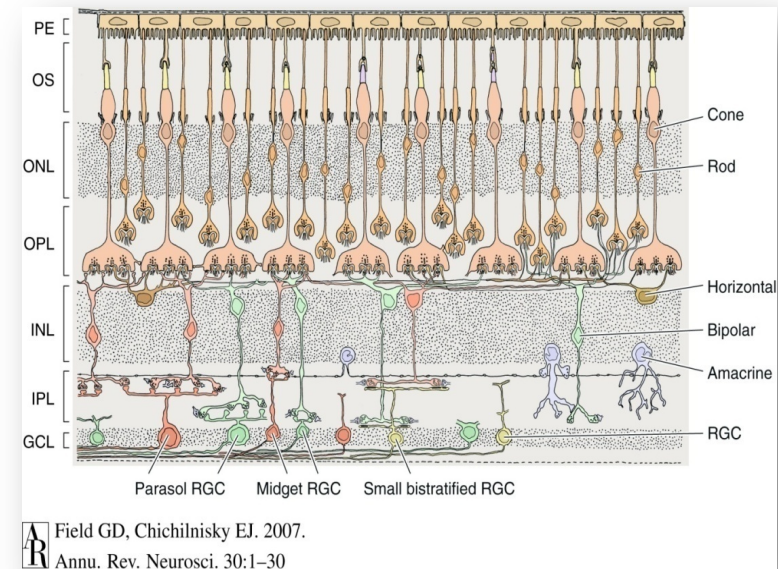 PE
OS
ONL
OPL
INL
IPL
GCL
Cone
Rod
Horizontal
Bipolar
Amacrine
RGC
Parasol RGC Midget RGC Small bistratified RGC
AR Field GD, Chichilnisky EJ. 2007.
Annu. Rev. Neurosci. 30:1–30